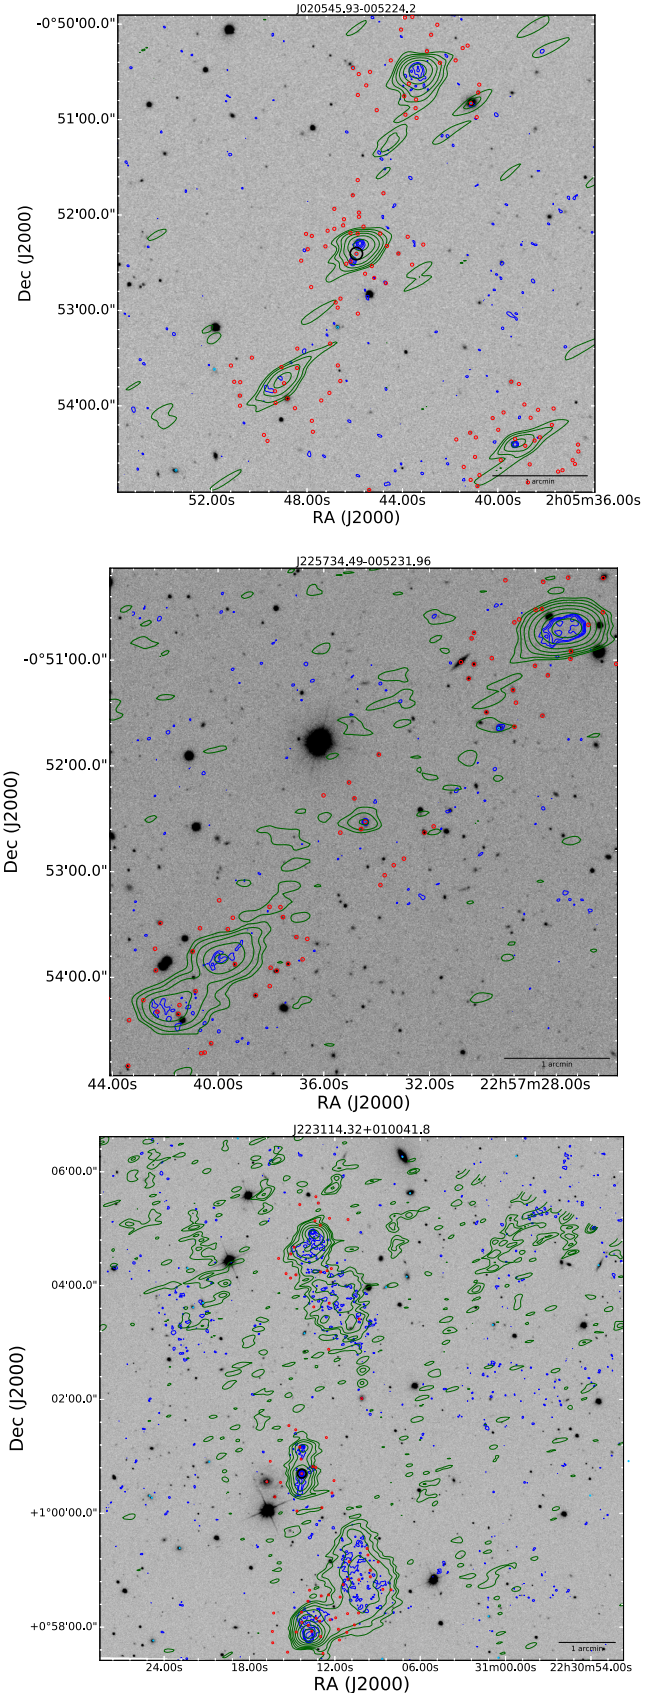 J020545.93-005224.2
-0°50'00.0"
51'00.0"
52'00.0"
53'00.0"
54'00.0"
Dec (J2000)
1 arcmin
52.00s 48.00s 44.00s 40.00s 2h05m36.00s
RA (J2000)
J225734.49-005231.96
-0°51'00.0"
52'00.0"
53'00.0"
54'00.0"
Dec (J2000)
1 arcmin
44.00s 40.00s 36.00s 32.00s 22h57m28.00s
RA (J2000)
J223114.32+010041.8
06'00.0"
04'00.0"
02'00.0"
+1°00'00.0"
+0°58'00.0"
Dec (J2000)
1 arcmin
24.00s 18.00s 12.00s 06.00s 31m00.00s 22h30m54.00s
RA (J2000)